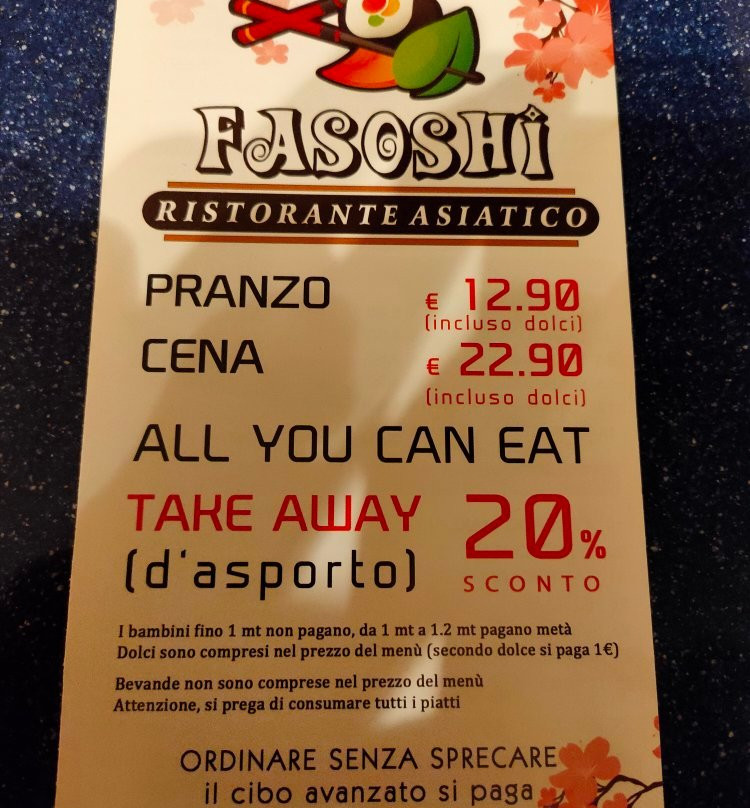 FASOSHI
RISTORANTE ASIATICO
PRANZO € 12.90
(incluso dolci)
CENA € 22.90
(incluso dolci)
ALL YOU CAN EAT
TAKE AWAY 20%
(d'asporto) SCONTO
I bambini fino 1 mt non pagano, da 1 mt a 1.2 mt pagano metà
Dolci sono compresi nel prezzo del menù (secondo dolce si paga 1€)
Bevande non sono comprese nel prezzo del menù
Attenzione, si prega di consumare tutti i piatti
ORDINARE SENZA SPRECARE
il cibo avanzato si paga